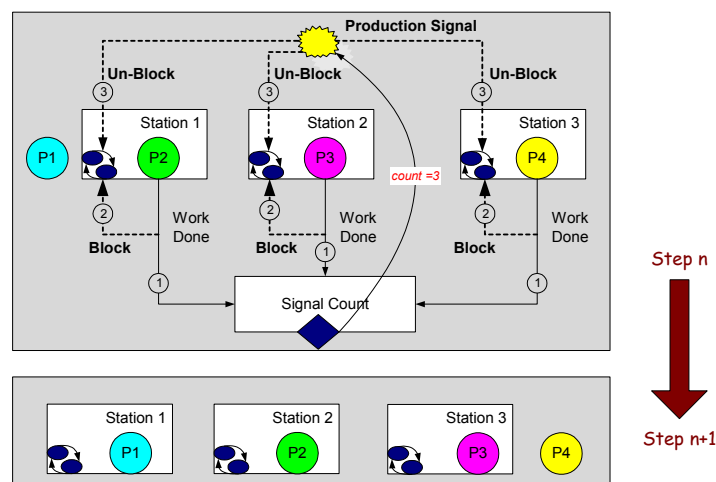 Production Signal
Un-Block
Un-Block
Un-Block
3
3
3
Station 1
Station 2
Station 3
P1
P2
P3
P4
count =3
2
2
2
Work
Done
Work
Done
Work
Done
Block
Block
Block
1
1
1
Signal Count
Step n
Station 1
Station 2
Station 3
P1
P2
P3
P4
Step n+1